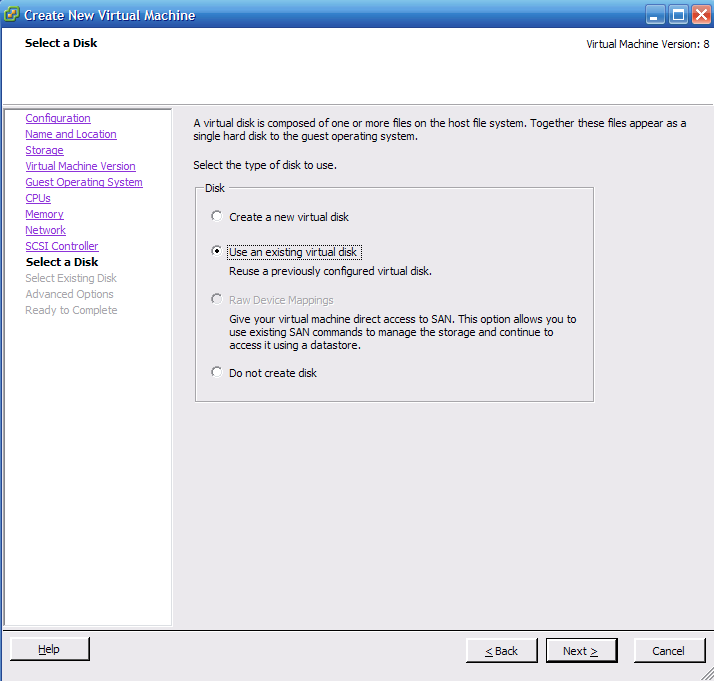 Create New Virtual Machine
Select a Disk
Virtual Machine Version: 8
Configuration
Name and Location
Storage
Virtual Machine Version
Guest Operating System
CPUs
Memory
Network
SCSI Controller
Select a Disk
Select Existing Disk
Advanced Options
Ready to Complete
A virtual disk is composed of one or more files on the host file system. Together these files appear as a
single hard disk to the guest operating system.
Select the type of disk to use.
Disk
Create a new virtual disk
Use an existing virtual disk
Reuse a previously configured virtual disk.
Raw Device Mappings
Give your virtual machine direct access to SAN. This option allows you to
use existing SAN commands to manage the storage and continue to
access it using a datastore.
Do not create disk
Help
< Back
Next >
Cancel